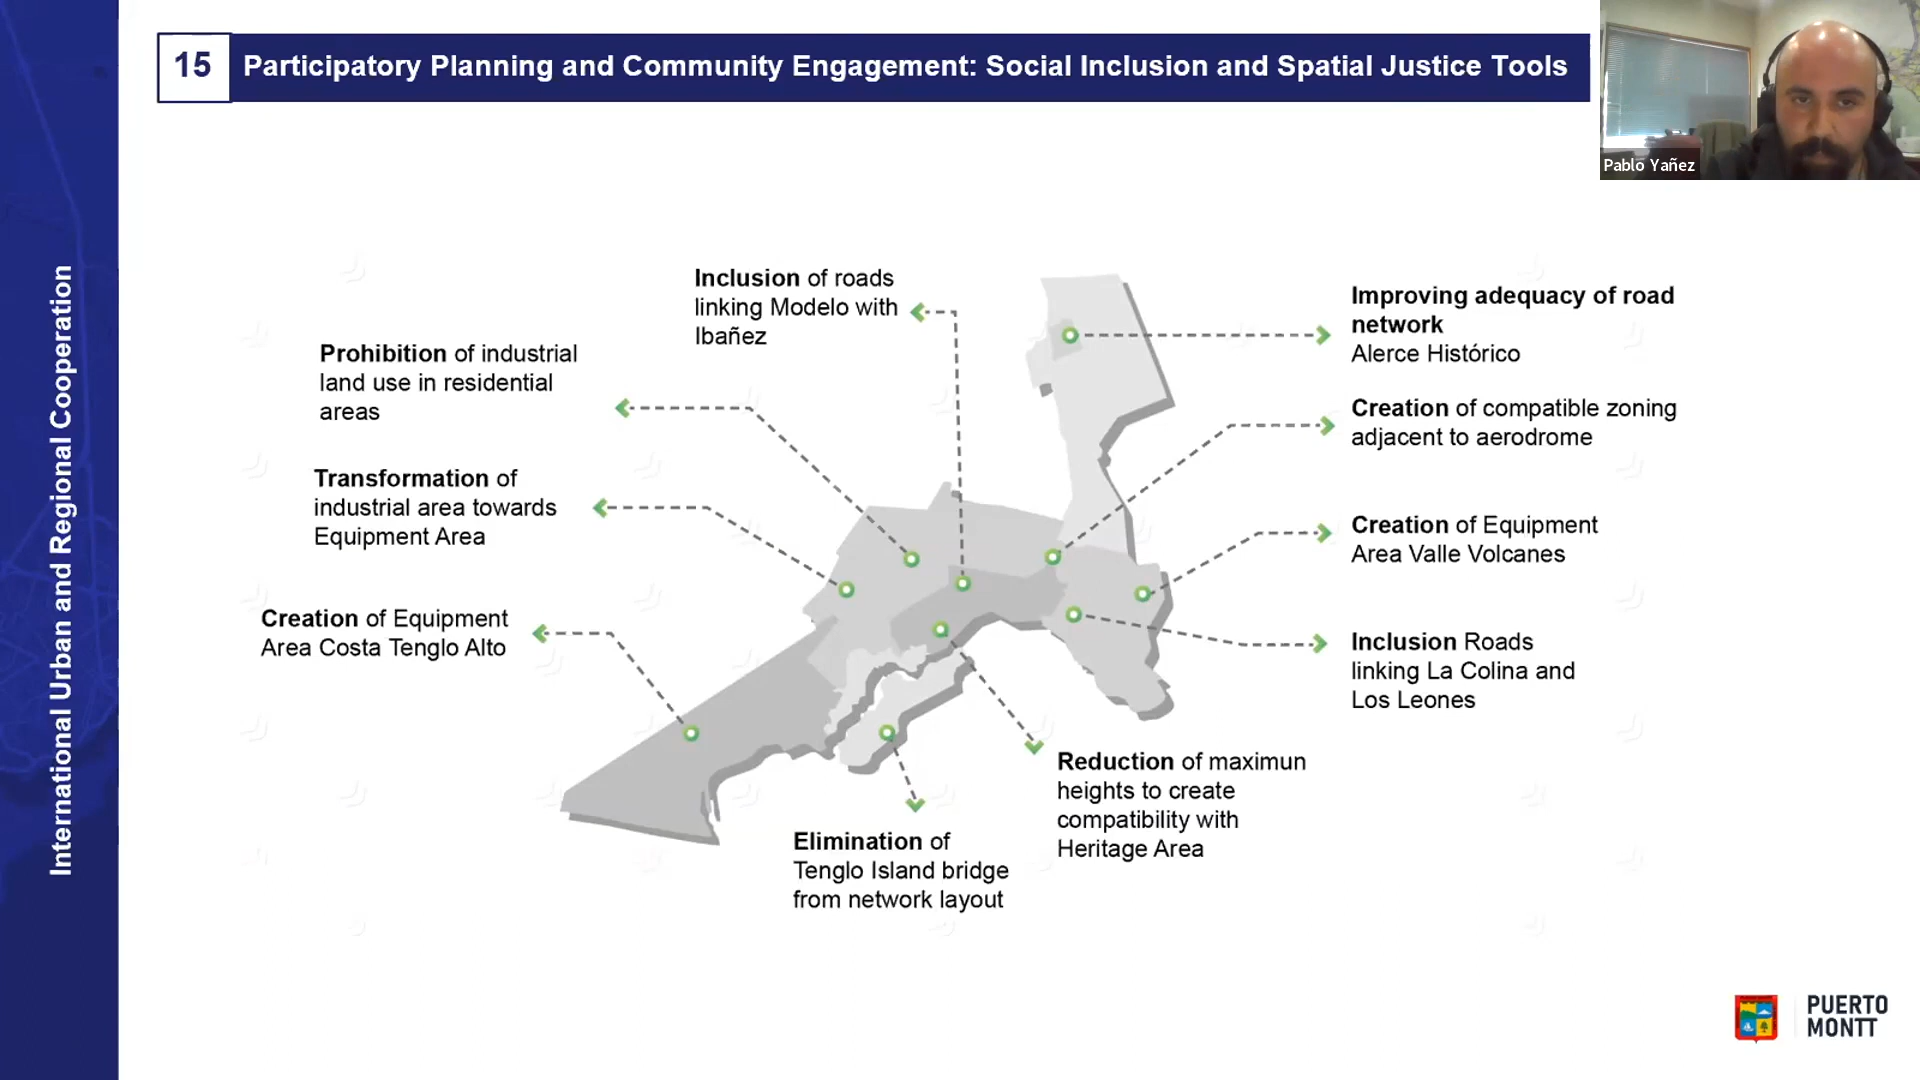 15
Participatory Planning and Community Engagement: Social Inclusion and Spatial Justice Tools
Pablo Yañez
International Urban and Regional Cooperation
Inclusion of roads
linking Modelo with
Ibañez
Prohibition of industrial
land use in residential
areas
Transformation of
industrial area towards
Equipment Area
Creation of Equipment
Area Costa Tenglo Alto
Improving adequacy of road
network
Alerce Histórico
Creation of compatible zoning
adjacent to aerodrome
Creation of Equipment
Area Valle Volcanes
Inclusion Roads
linking La Colina and
Los Leones
Reduction of maximun
heights to create
compatibility with
Heritage Area
Elimination of
Tenglo Island bridge
from network layout
PUERTO
MONTT